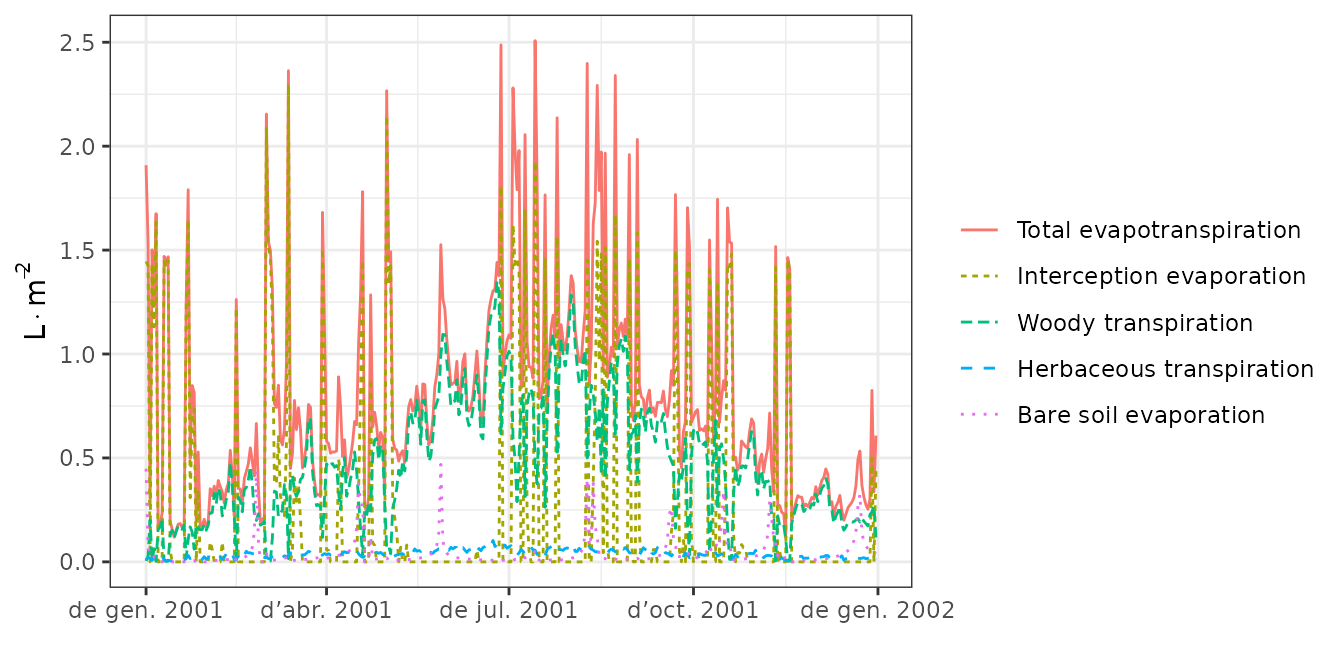 2.5
2.0
1.5
1.0
0.5
0.0
L · m⁻²
de gen. 2001 d’abr. 2001 de jul. 2001 d’oct. 2001 de gen. 2002
Total evapotranspiration
Interception evaporation
Woody transpiration
Herbaceous transpiration
Bare soil evaporation